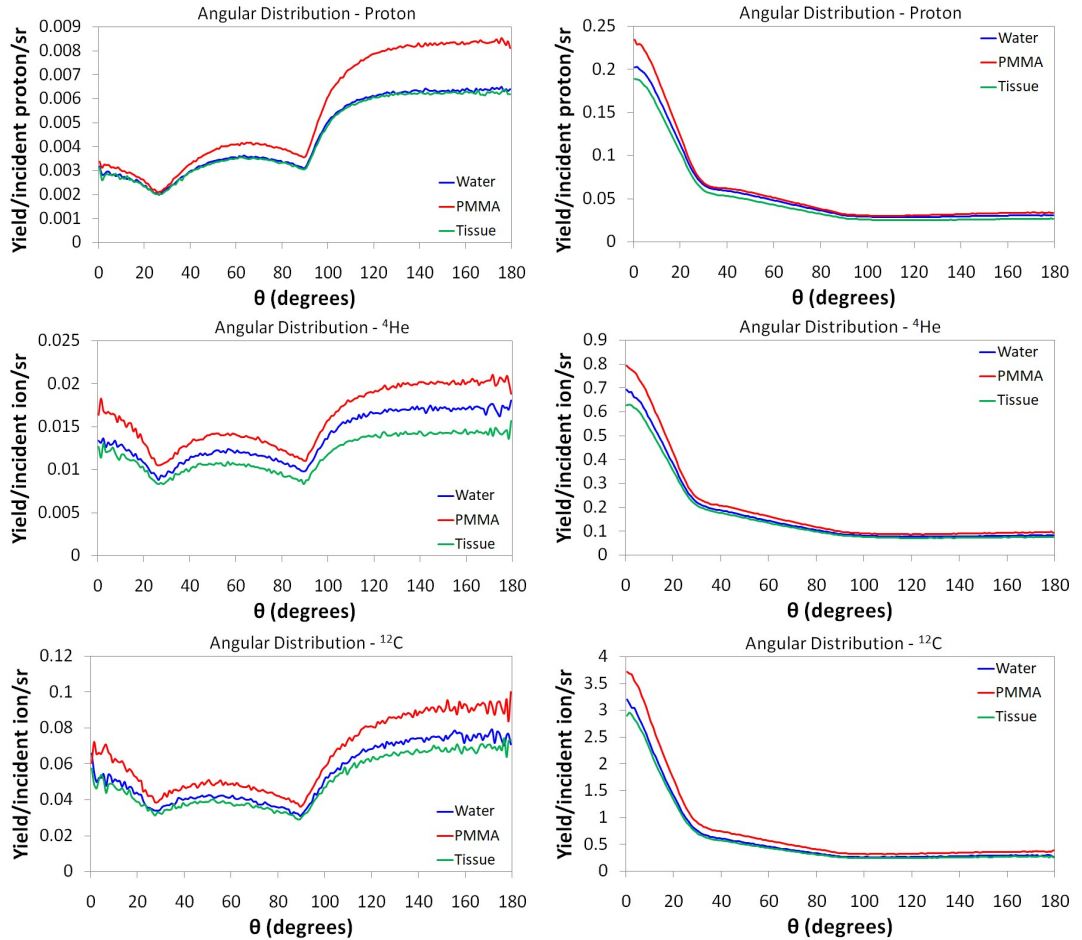 Angular Distribution - Proton
Yield/incident proton/sr
0.009
0.008
0.007
0.006
0.005
0.004
0.003
0.002
0.001
0
Water
PMMA
Tissue
0 20 40 60 80 100 120 140 160 180
θ (degrees)
Angular Distribution - Proton
Yield/incident proton/sr
0.25
0.2
0.15
0.1
0.05
0
Water
PMMA
Tissue
0 20 40 60 80 100 120 140 160 180
θ (degrees)
Angular Distribution - ⁴He
Yield/incident ion/sr
0.025
0.02
0.015
0.01
0.005
0
Water
PMMA
Tissue
0 20 40 60 80 100 120 140 160 180
θ (degrees)
Angular Distribution - ⁴He
Yield/incident ion/sr
0.9
0.8
0.7
0.6
0.5
0.4
0.3
0.2
0.1
0
Water
PMMA
Tissue
0 20 40 60 80 100 120 140 160 180
θ (degrees)
Angular Distribution - ¹²C
Yield/incident ion/sr
0.12
0.1
0.08
0.06
0.04
0.02
0
Water
PMMA
Tissue
0 20 40 60 80 100 120 140 160 180
θ (degrees)
Angular Distribution - ¹²C
Yield/incident ion/sr
4
3.5
3
2.5
2
1.5
1
0.5
0
Water
PMMA
Tissue
0 20 40 60 80 100 120 140 160 180
θ (degrees)